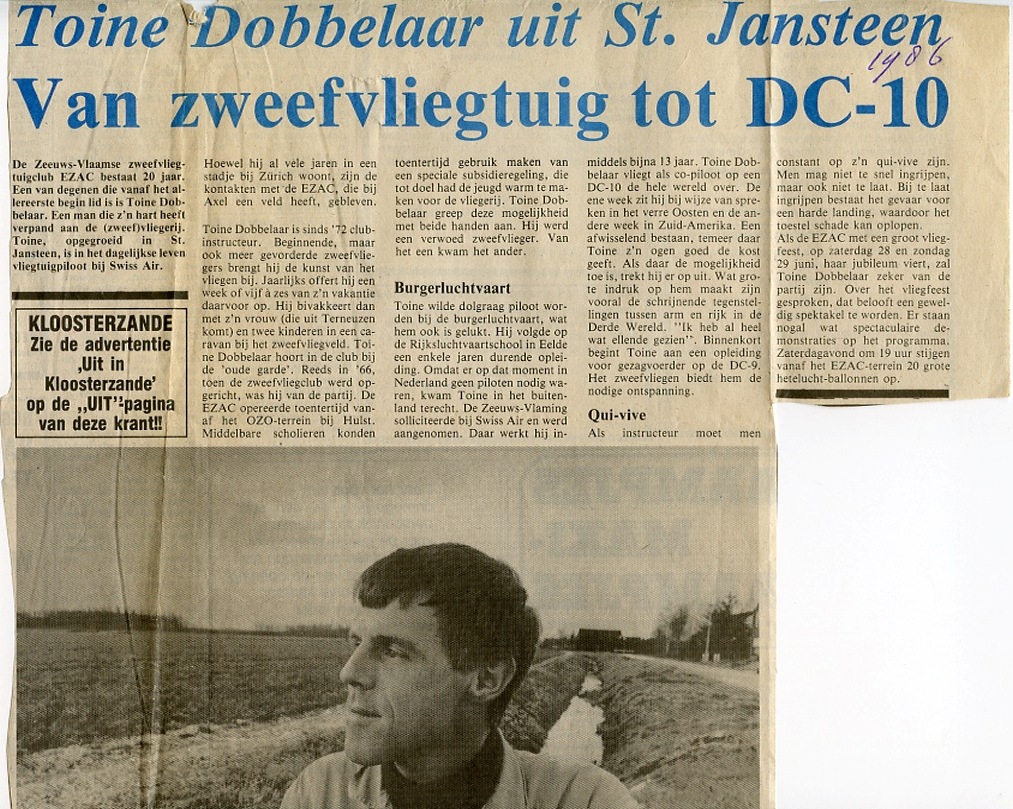 Toine Dobbelaar uit St. Jansteen
1986
Van zweefvliegtuig tot DC-10
De Zeeuws-Vlaamse zweefvlieg-
tuigclub EZAC bestaat 20 jaar.
Een van degenen die vanaf het al-
lereerste begin lid is is Toine Dob-
belaar. Een man die z'n hart heeft
verpand aan de (zweef)vliegerij.
Toine, opgegroeid in St.
Jansteen, is in het dagelijkse leven
vliegtuigpiloot bij Swiss Air.
KLOOSTERZANDE
Zie de advertentie
,Uit in
Kloosterzande'
op de ,,UIT''-pagina
van deze krant!!
Hoewel hij al vele jaren in een
stadje bij Zürich woont, zijn de
kontakten met de EZAC, die bij
Axel een veld heeft, gebleven.
Toine Dobbelaar is sinds '72 club-
instructeur. Beginnende, maar
ook meer gevorderde zweefvlie-
gers brengt hij de kunst van het
vliegen bij. Jaarlijks offert hij een
week of vijf à zes van z'n vakantie
daarvoor op. Hij bivakkeert dan
met z'n vrouw (die uit Terneuzen
komt) en twee kinderen in een ca-
ravan bij het zweefvliegveld. Toi-
ne Dobbelaar hoort in de club bij
de 'oude garde'. Reeds in '66,
toen de zweefvliegclub werd op-
gericht, was hij van de partij. De
EZAC opereerde toentertijd van-
af het OZO-terrein bij Hulst.
Middelbare scholieren konden
toentertijd gebruik maken van
een speciale subsidieregeling, die
tot doel had de jeugd warm te ma-
ken voor de vliegerij. Toine Dob-
belaar greep deze mogelijkheid
met beide handen aan. Hij werd
een verwoed zweefvlieger. Van
het een kwam het ander.
Burgerluchtvaart
Toine wilde dolgraag piloot wor-
den bij de burgerluchtvaart, wat
hem ook is gelukt. Hij volgde op
de Rijksluchtvaartschool in Eelde
een enkele jaren durende oplei-
ding. Omdat er op dat moment in
Nederland geen piloten nodig wa-
ren, kwam Toine in het buiten-
land terecht. De Zeeuws-Vlaming
solliciteerde bij Swiss Air en werd
aangenomen. Daar werkt hij in-
middels bijna 13 jaar. Toine Dob-
belaar vliegt als co-piloot op een
DC-10 de hele wereld over. De
ene week zit hij bij wijze van spre-
ken in het verre Oosten en de an-
dere week in Zuid-Amerika. Een
afwisselend bestaan, temeer daar
Toine z'n ogen goed de kost
geeft. Als daar de mogelijkheid
toe is, trekt hij er op uit. Wat gro-
te indruk op hem maakt zijn
vooral de schrijnende tegenstel-
lingen tussen arm en rijk in de
Derde Wereld. ''Ik heb al heel
wat ellende gezien''. Binnenkort
begint Toine aan een opleiding
voor gezagvoerder op de DC-9.
Het zweefvliegen biedt hem de
nodige ontspanning.
Qui-vive
Als instructeur moet men
constant op z'n qui-vive zijn.
Men mag niet te snel ingrijpen,
maar ook niet te laat. Bij te laat
ingrijpen bestaat het gevaar voor
een harde landing, waardoor het
toestel schade kan oplopen.
Als de EZAC met een groot vlieg-
feest, op zaterdag 28 en zondag
29 juni, haar jubileum viert, zal
Toine Dobbelaar zeker van de
partij zijn. Over het vliegfeest
gesproken, dat belooft een gewel-
dig spektakel te worden. Er staan
nogal wat spectaculaire de-
monstraties op het programma.
Zaterdagavond om 19 uur stijgen
vanaf het EZAC-terrein 20 grote
hetelucht-ballonnen op.